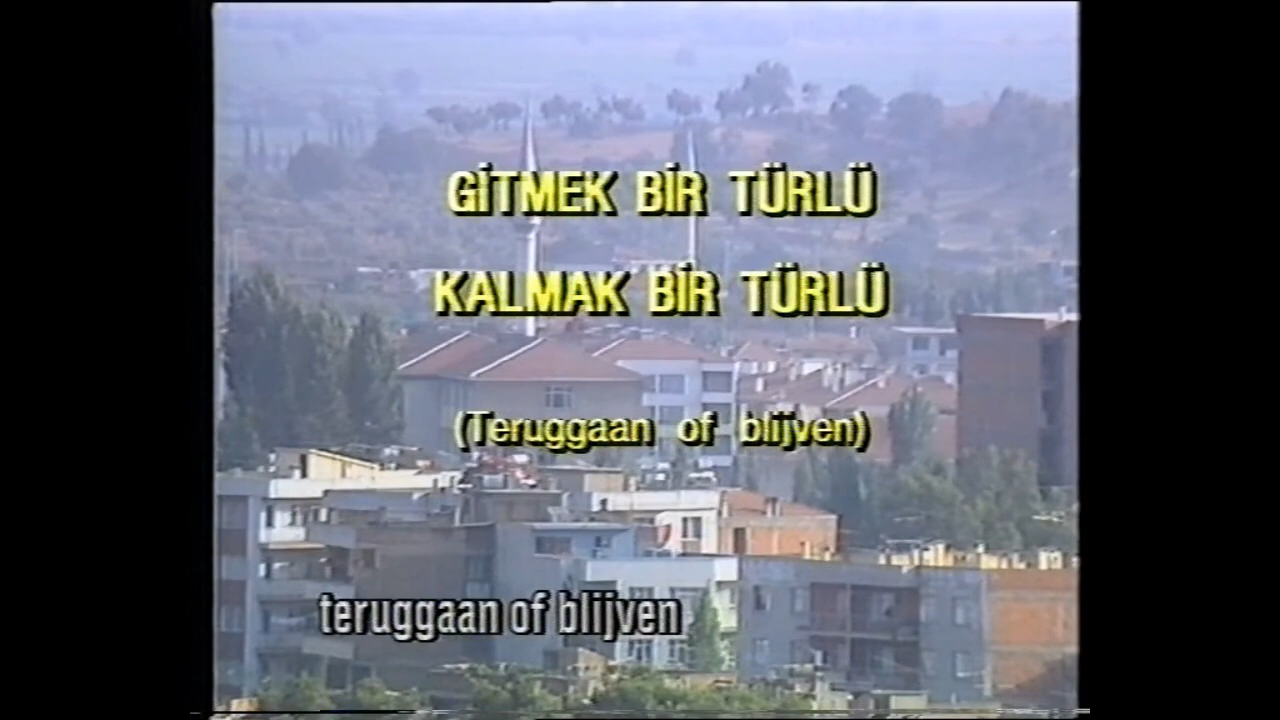 GİTMEK BİR TÜRLÜ
KALMAK BİR TÜRLÜ
(Teruggaan of blijven)
teruggaan of blijven